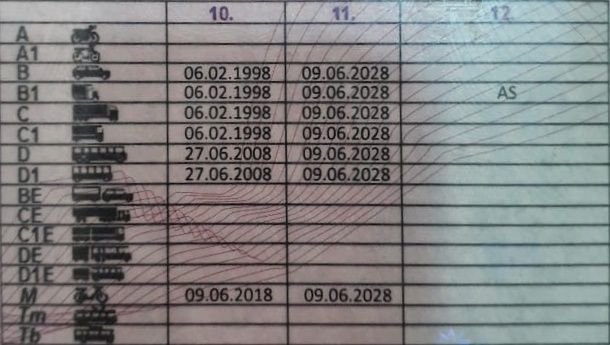 10. 11. 12.
A
A1
B 06.02.1998 09.06.2028
B1 06.02.1998 09.06.2028 AS
C 06.02.1998 09.06.2028
C1 06.02.1998 09.06.2028
D 27.06.2008 09.06.2028
D1 27.06.2008 09.06.2028
BE
CE
C1E
DE
D1E
M 09.06.2018 09.06.2028
Tm
Tb